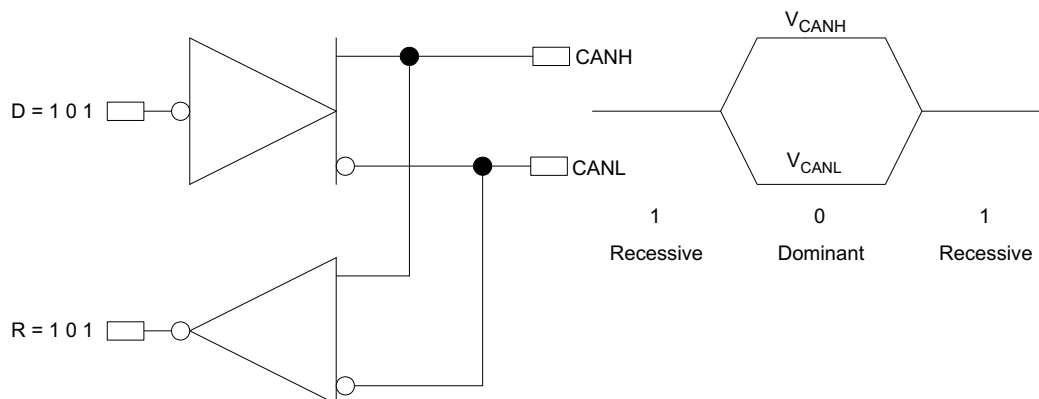 D = 1 0 1
CANH
CANL
R = 1 0 1
VCANH
VCANL
1 0 1
Recessive Dominant Recessive